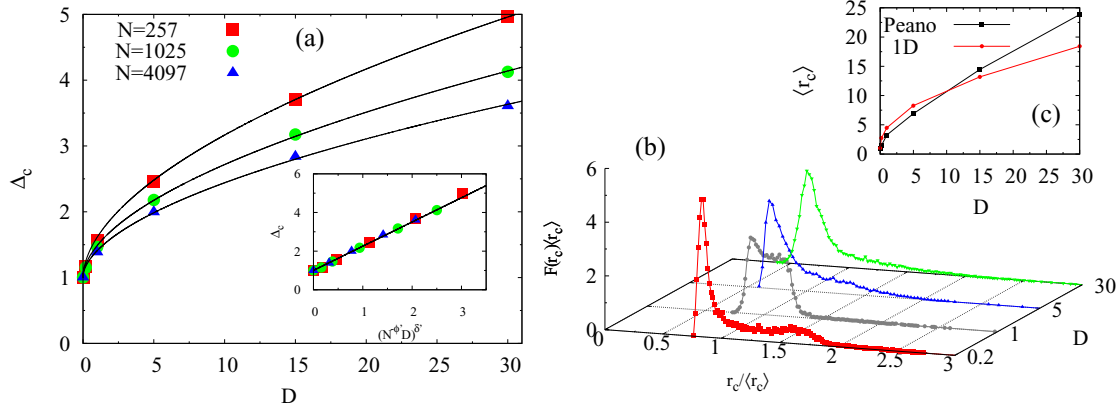 (a)
N=257
N=1025
N=4097
5
4
3
2
1
0
Δc
0 5 10 15 20 25 30
D
6
5
4
3
2
1
0
Δc
0 1 2 3
(N^ϕ' D)^δ'
(b)
6
4
2
0
F(rc)⟨rc⟩
0 0.5 1 1.5 2 2.5 3
rc/⟨rc⟩
0.2 1 5 30
D
(c)
Peano
1D
25
20
15
10
5
0
⟨rc⟩
0 5 10 15 20 25 30
D